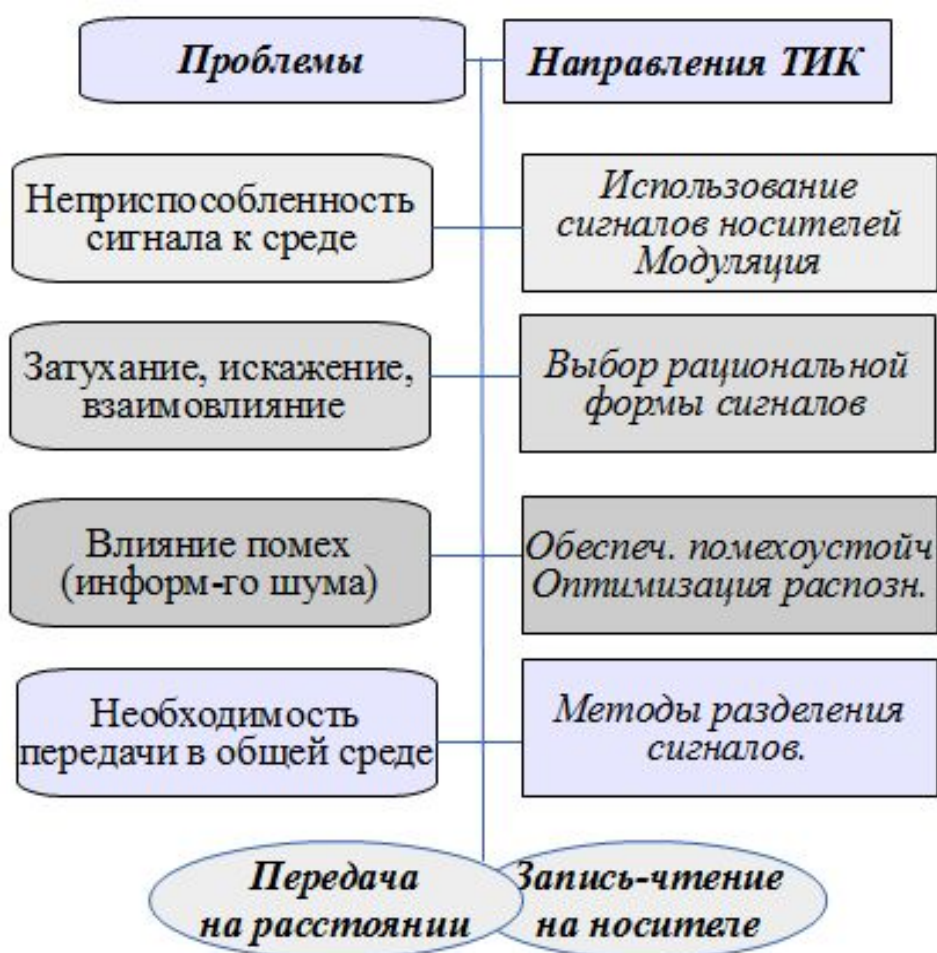 Проблемы
Направления ТИК
Неприспособленность
сигнала к среде
Использование
сигналов носителей
Модуляция
Затухание, искажение,
взаимовлияние
Выбор рациональной
формы сигналов
Влияние помех
(информ-го шума)
Обеспеч. помехоустойч
Оптимизация распозн.
Необходимость
передачи в общей среде
Методы разделения
сигналов.
Передача
на расстоянии
Запись-чтение
на носителе